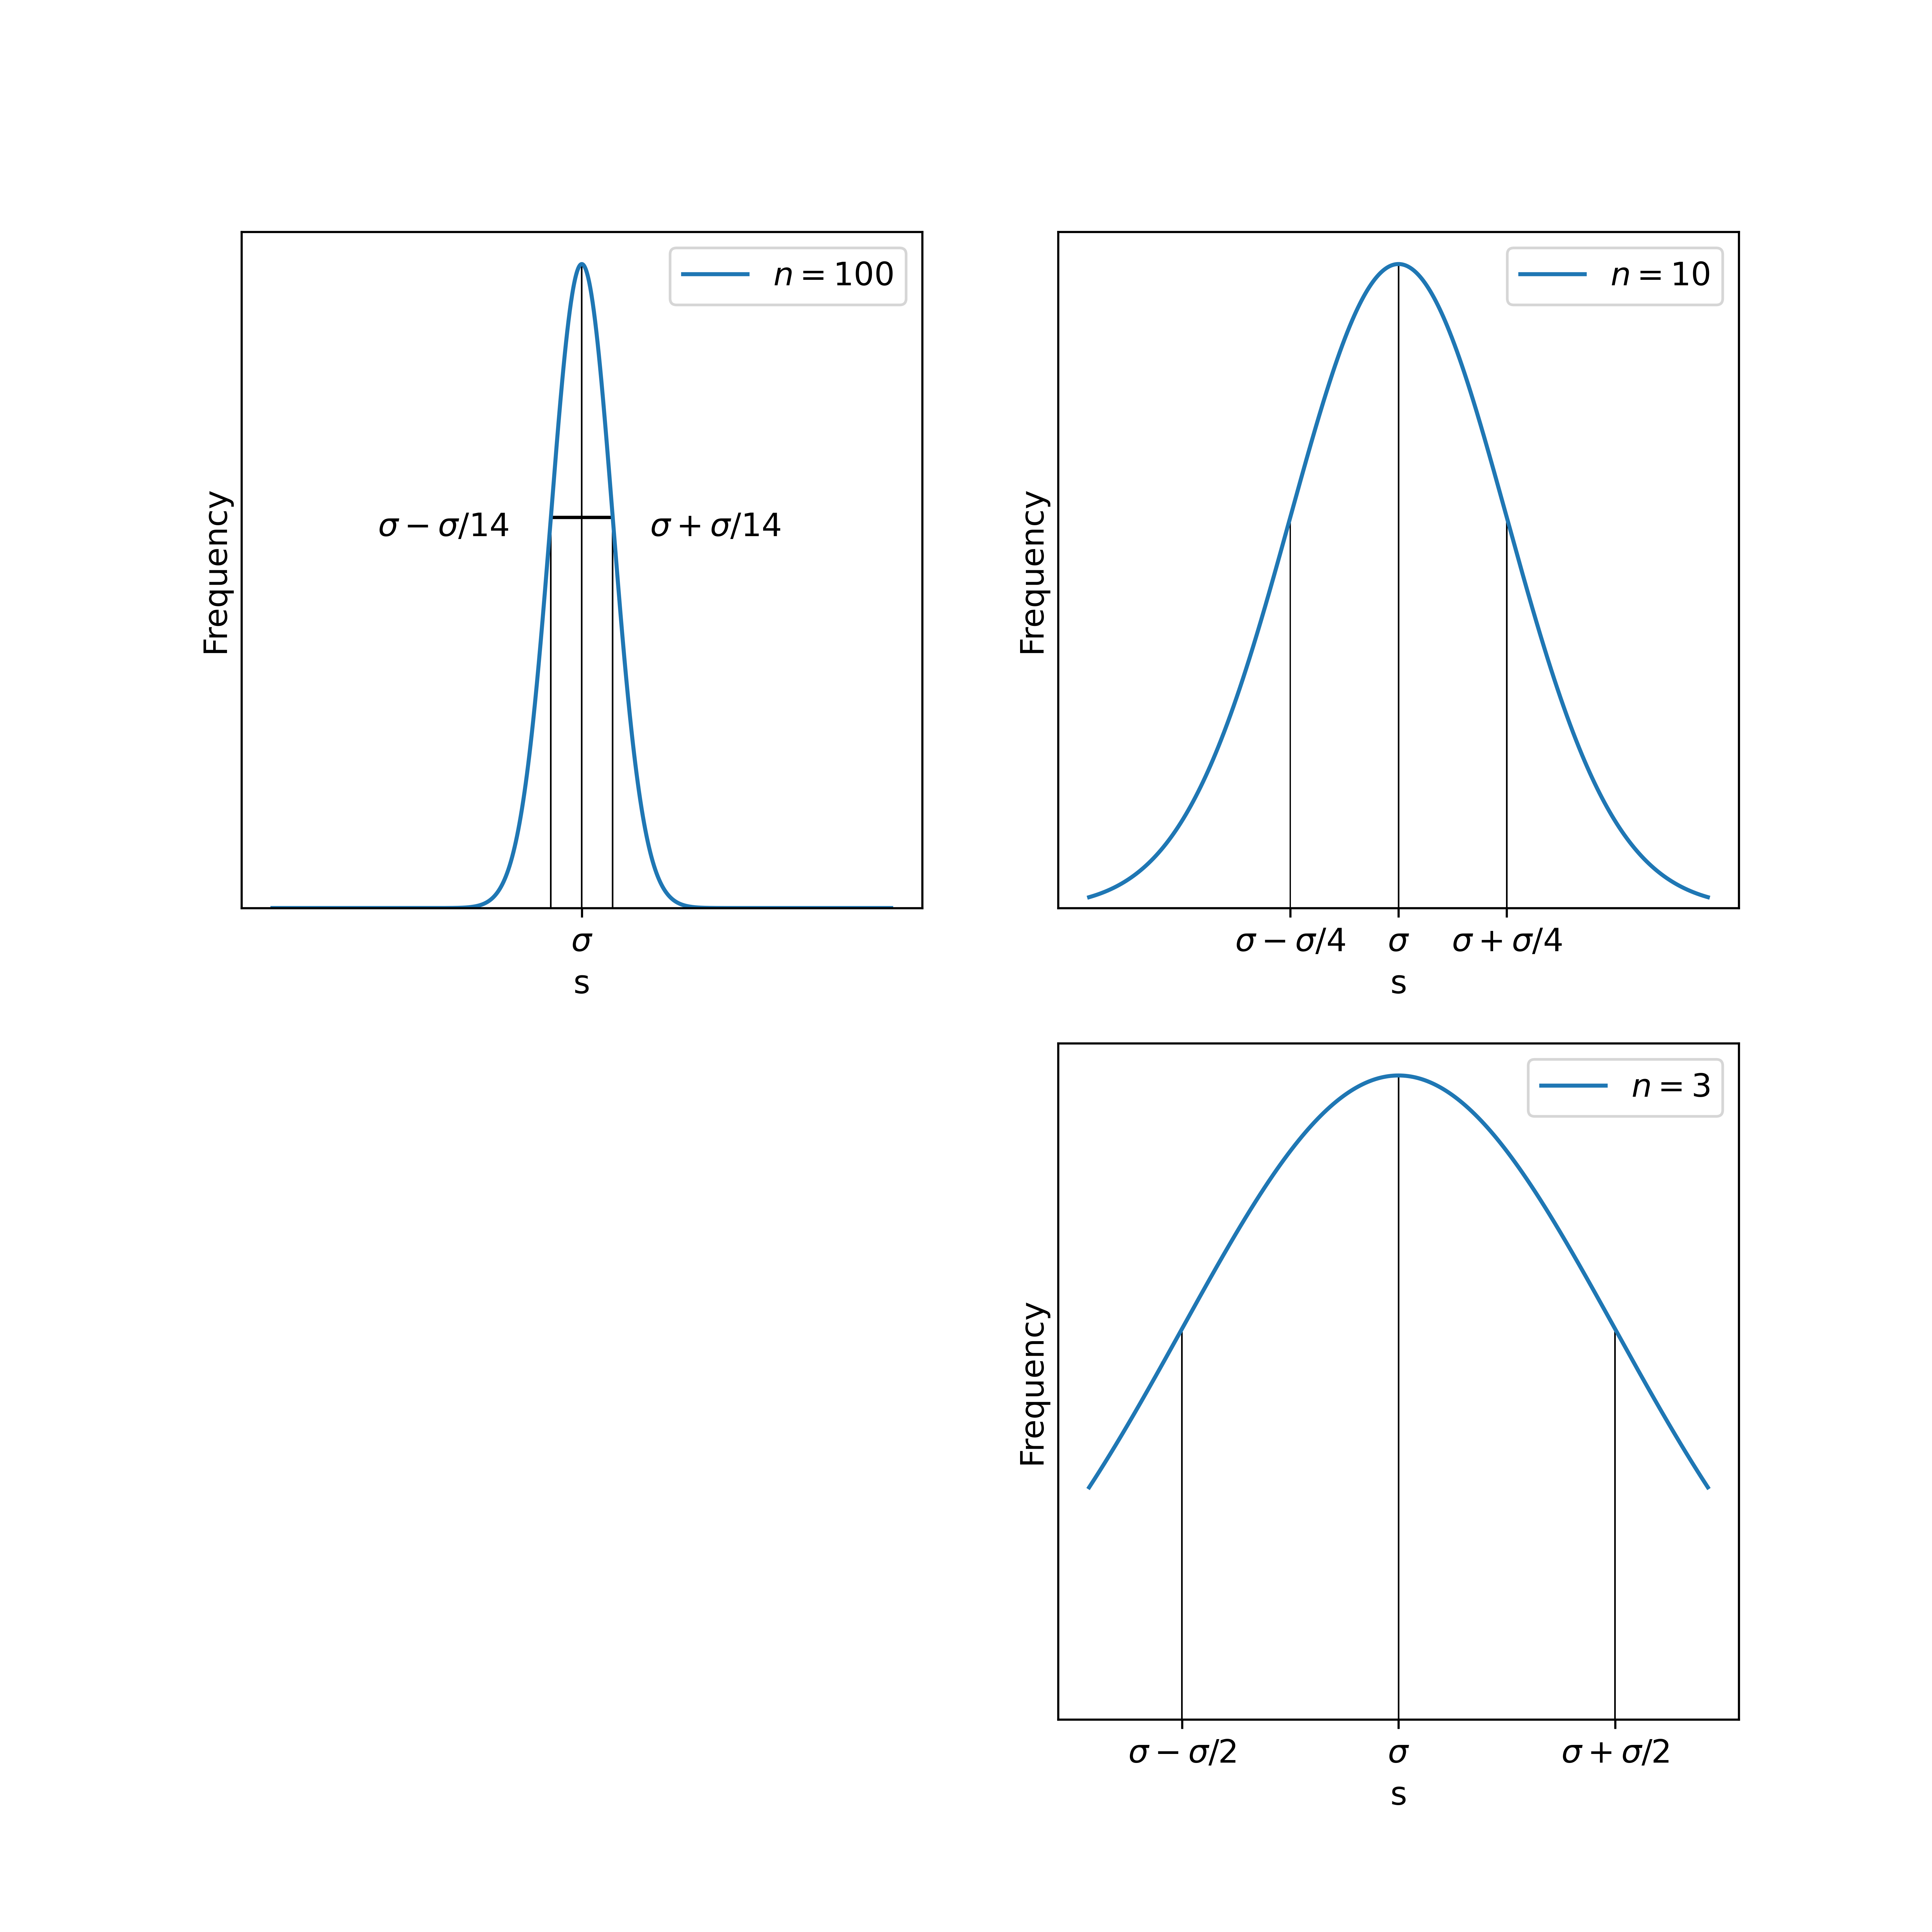 n = 100
Frequency
σ − σ/14
σ + σ/14
σ
s
n = 10
Frequency
σ − σ/4
σ
σ + σ/4
s
n = 3
Frequency
σ − σ/2
σ
σ + σ/2
s